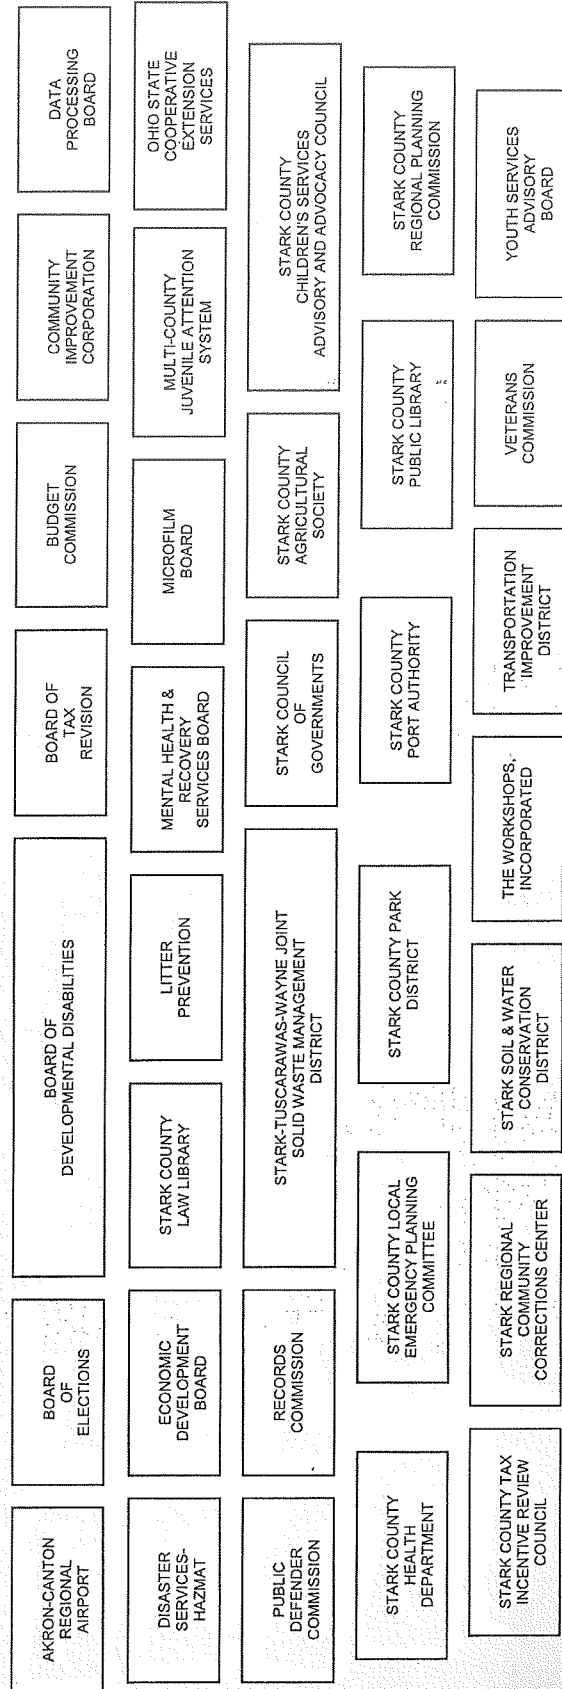 AKRON-CANTON
REGIONAL
AIRPORT
BOARD
OF
ELECTIONS
BOARD OF
DEVELOPMENTAL DISABILITIES
BOARD OF
TAX
REVISION
BUDGET
COMMISSION
COMMUNITY
IMPROVEMENT
CORPORATION
DATA
PROCESSING
BOARD
DISASTER
SERVICES-
HAZMAT
ECONOMIC
DEVELOPMENT
BOARD
STARK COUNTY
LAW LIBRARY
LITTER
PREVENTION
MENTAL HEALTH &
RECOVERY
SERVICES BOARD
MICROFILM
BOARD
MULTI-COUNTY
JUVENILE ATTENTION
SYSTEM
OHIO STATE
COOPERATIVE
EXTENSION
SERVICES
PUBLIC
DEFENDER
COMMISSION
RECORDS
COMMISSION
STARK-TUSCARAWAS-WAYNE JOINT
SOLID WASTE MANAGEMENT
DISTRICT
STARK COUNCIL
OF
GOVERNMENTS
STARK COUNTY
AGRICULTURAL
SOCIETY
STARK COUNTY
CHILDREN'S SERVICES
ADVISORY AND ADVOCACY COUNCIL
STARK COUNTY
HEALTH
DEPARTMENT
STARK COUNTY LOCAL
EMERGENCY PLANNING
COMMITTEE
STARK COUNTY PARK
DISTRICT
STARK COUNTY
PORT AUTHORITY
STARK COUNTY
PUBLIC LIBRARY
STARK COUNTY
REGIONAL PLANNING
COMMISSION
STARK COUNTY TAX
INCENTIVE REVIEW
COUNCIL
STARK REGIONAL
COMMUNITY
CORRECTIONS CENTER
STARK SOIL & WATER
CONSERVATION
DISTRICT
THE WORKSHOPS,
INCORPORATED
TRANSPORTATION
IMPROVEMENT
DISTRICT
VETERANS
COMMISSION
YOUTH SERVICES
ADVISORY
BOARD